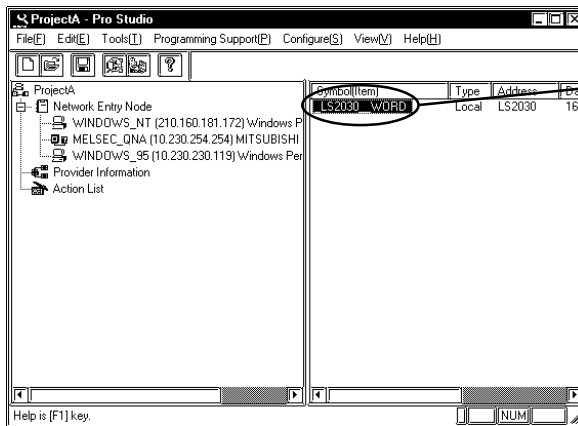 ProjectA - Pro Studio
File(F) Edit(E) Tools(T) Programming Support(P) Configure(S) View(V) Help(H)
ProjectA
Network Entry Node
WINDOWS_NT (210.160.181.172) Windows P
MELSEC_QNA (10.230.254.254) MITSUBISHI
WINDOWS_95 (10.230.230.119) Windows Per
Provider Information
Action List
Symbol(Item) Type Address Da
LS2030_WORD Local LS2030 16
Help is [F1] key. NUM